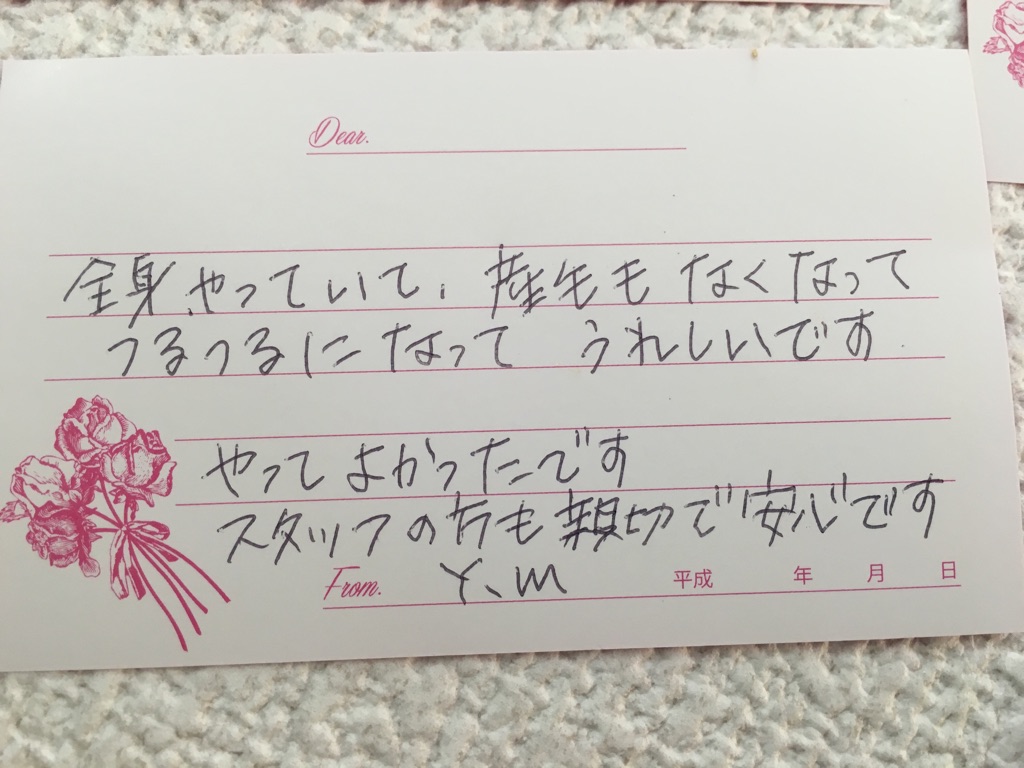 Dear.
全身やっていて、産毛もなくなって
つるつるになって うれしいです
やってよかったです
スタッフの方も親切で安心です
From. Y.m 平成 年 月 日